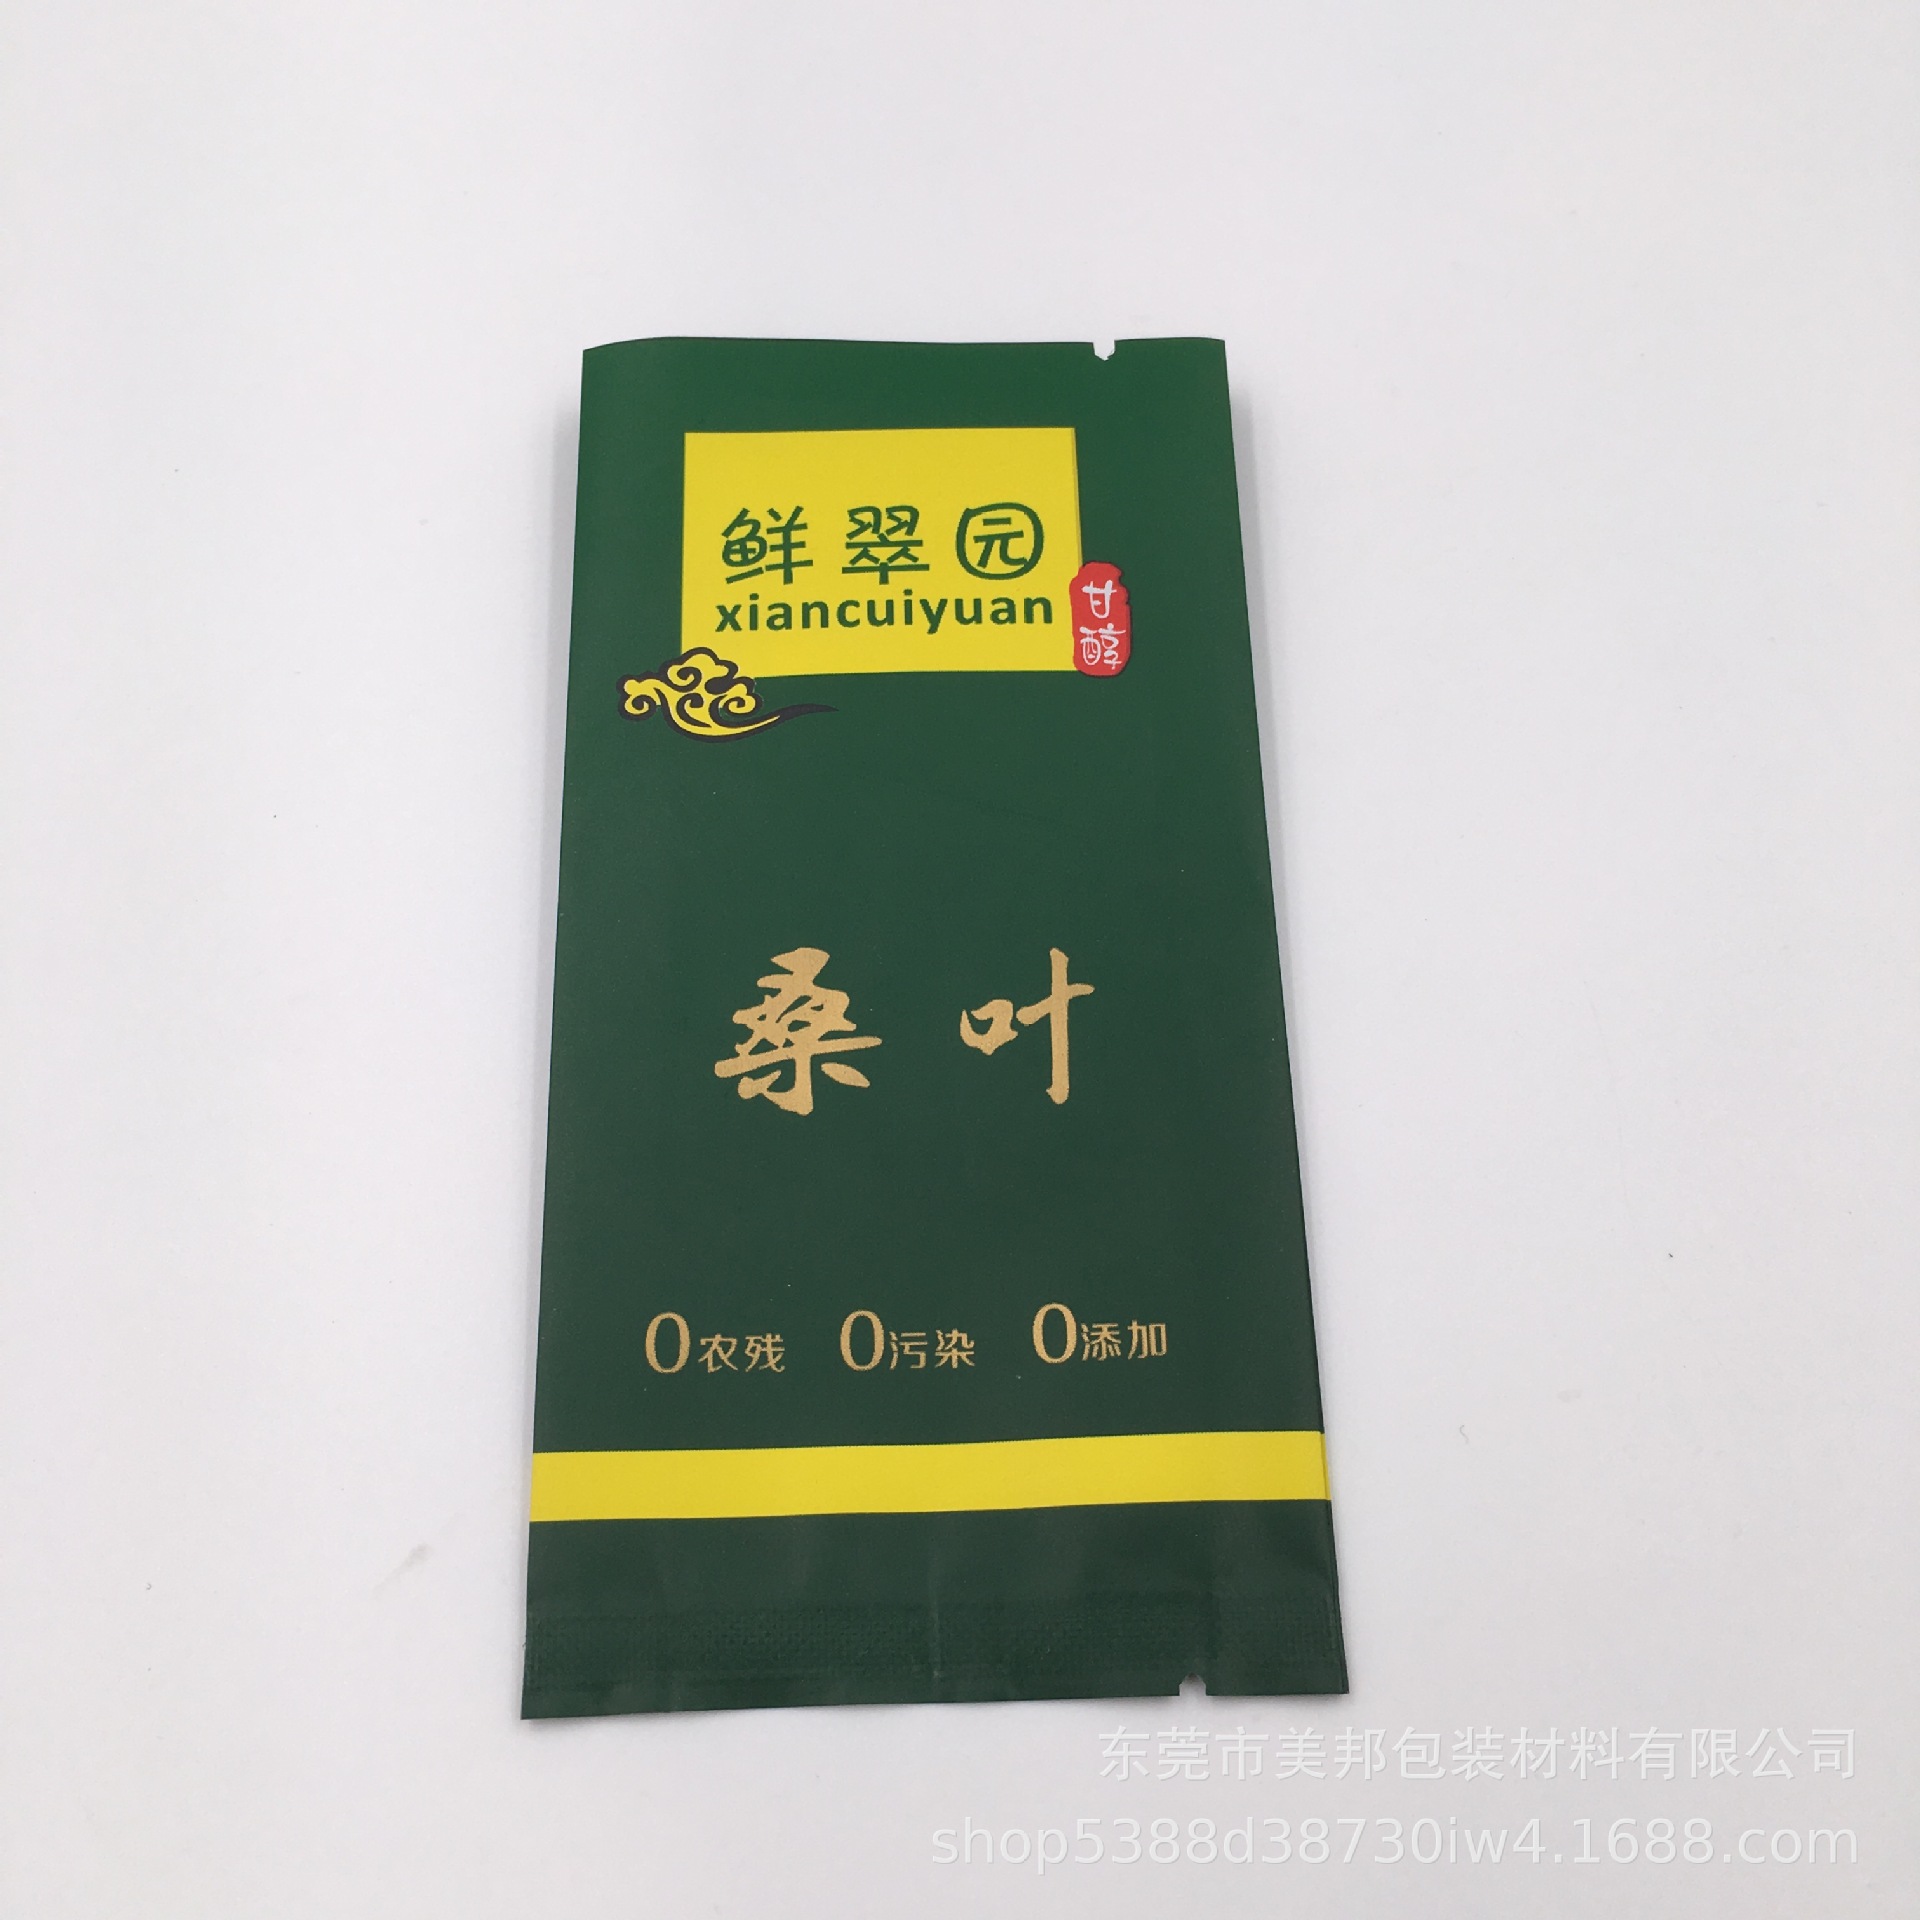 鲜翠园
xiancuiyuan
甘醇
桑叶
0农残 0污染 0添加
东莞市美邦包装材料有限公司
shop5388d38730iw4.1688.com